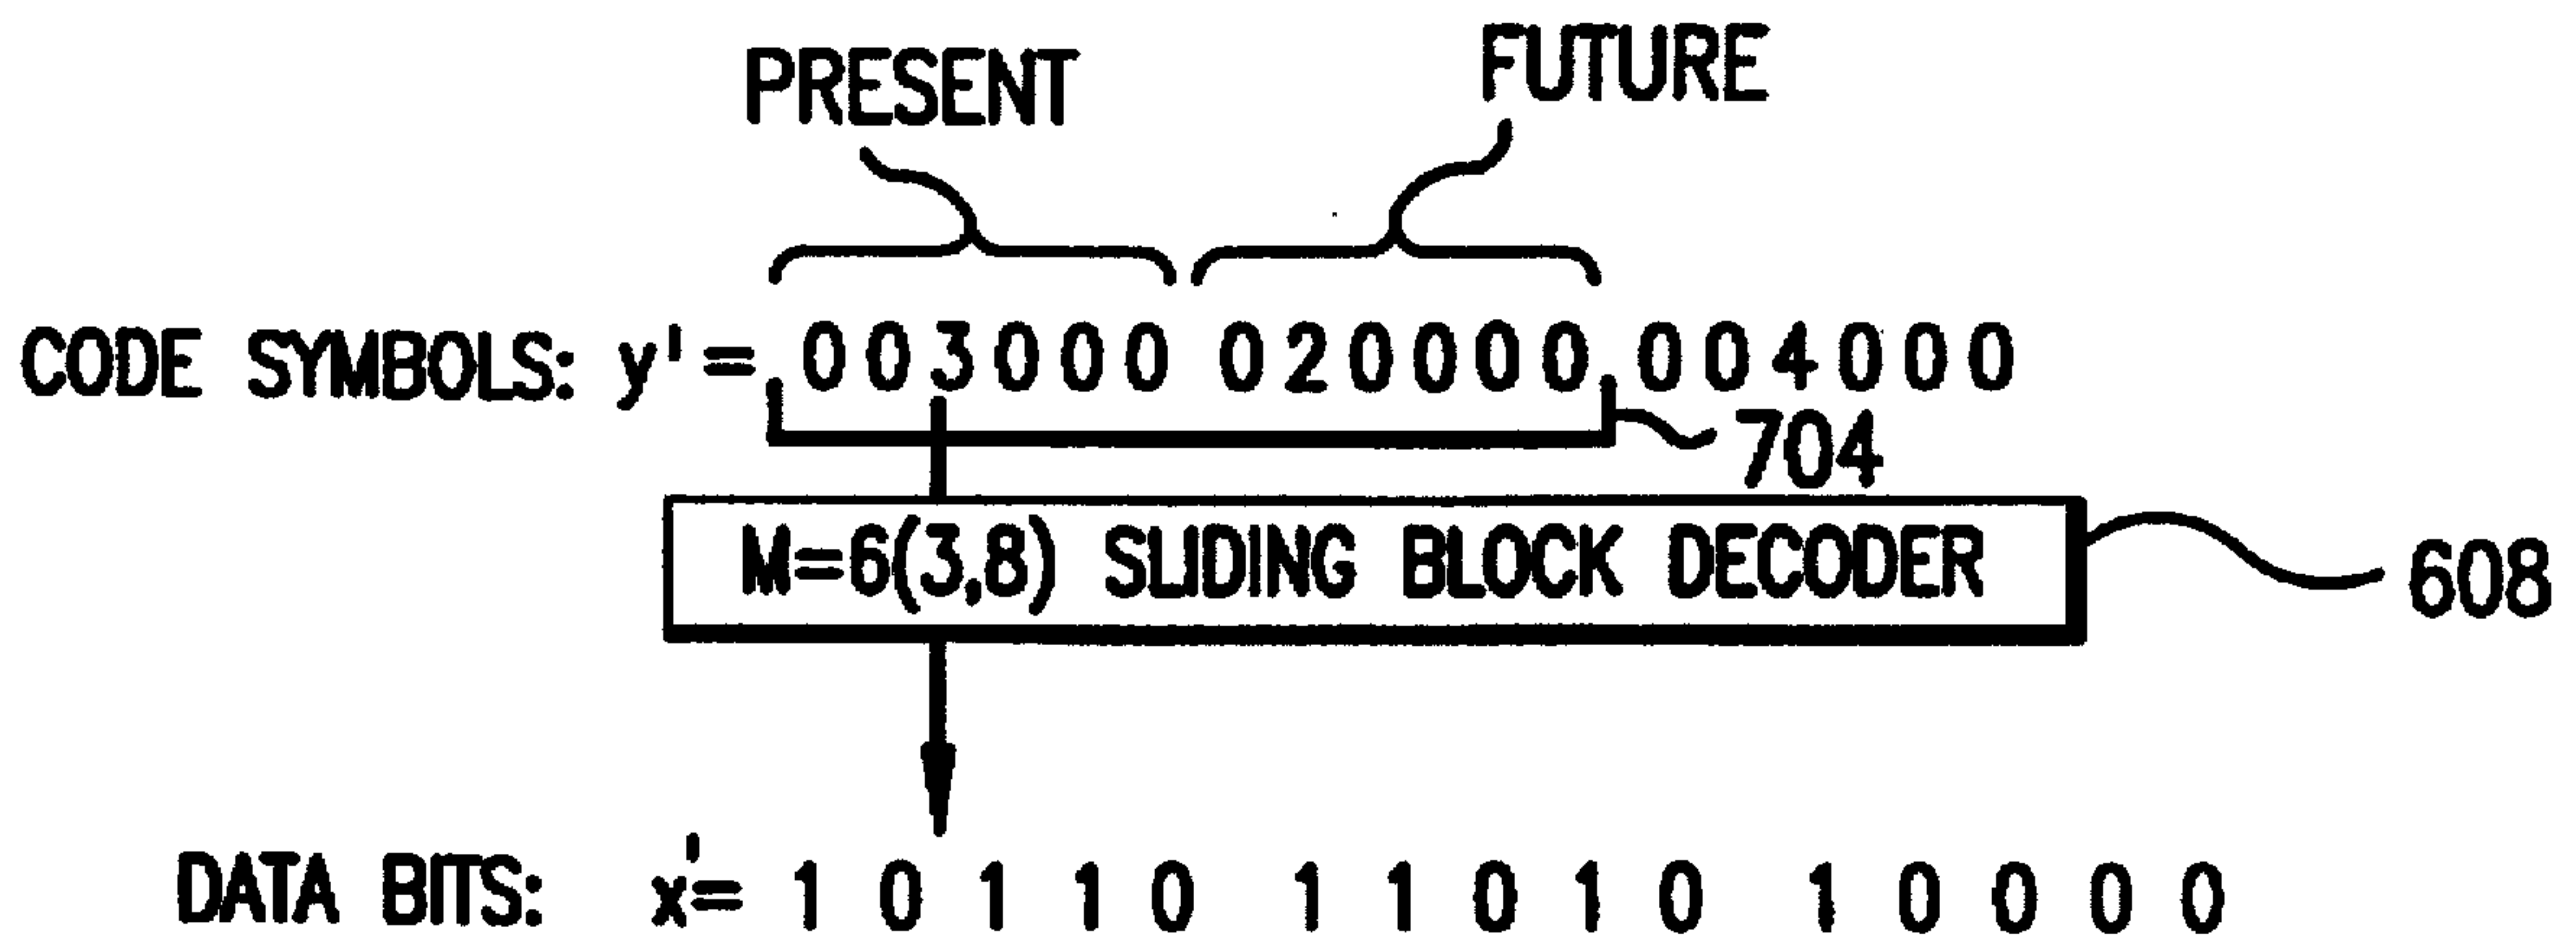 PRESENT FUTURE
CODE SYMBOLS: y'= 003000 020000 004000
704
M=6(3,8) SLIDING BLOCK DECODER
608
DATA BITS: x'= 1 0 1 1 0 1 1 0 1 0 1 0 0 0 0